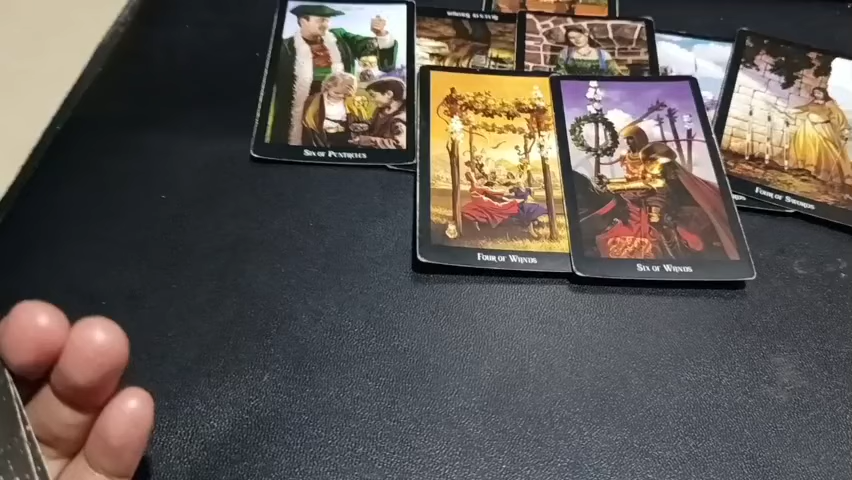 Six of Pentacles
Four of Wands
Six of Wands
Four of Swords